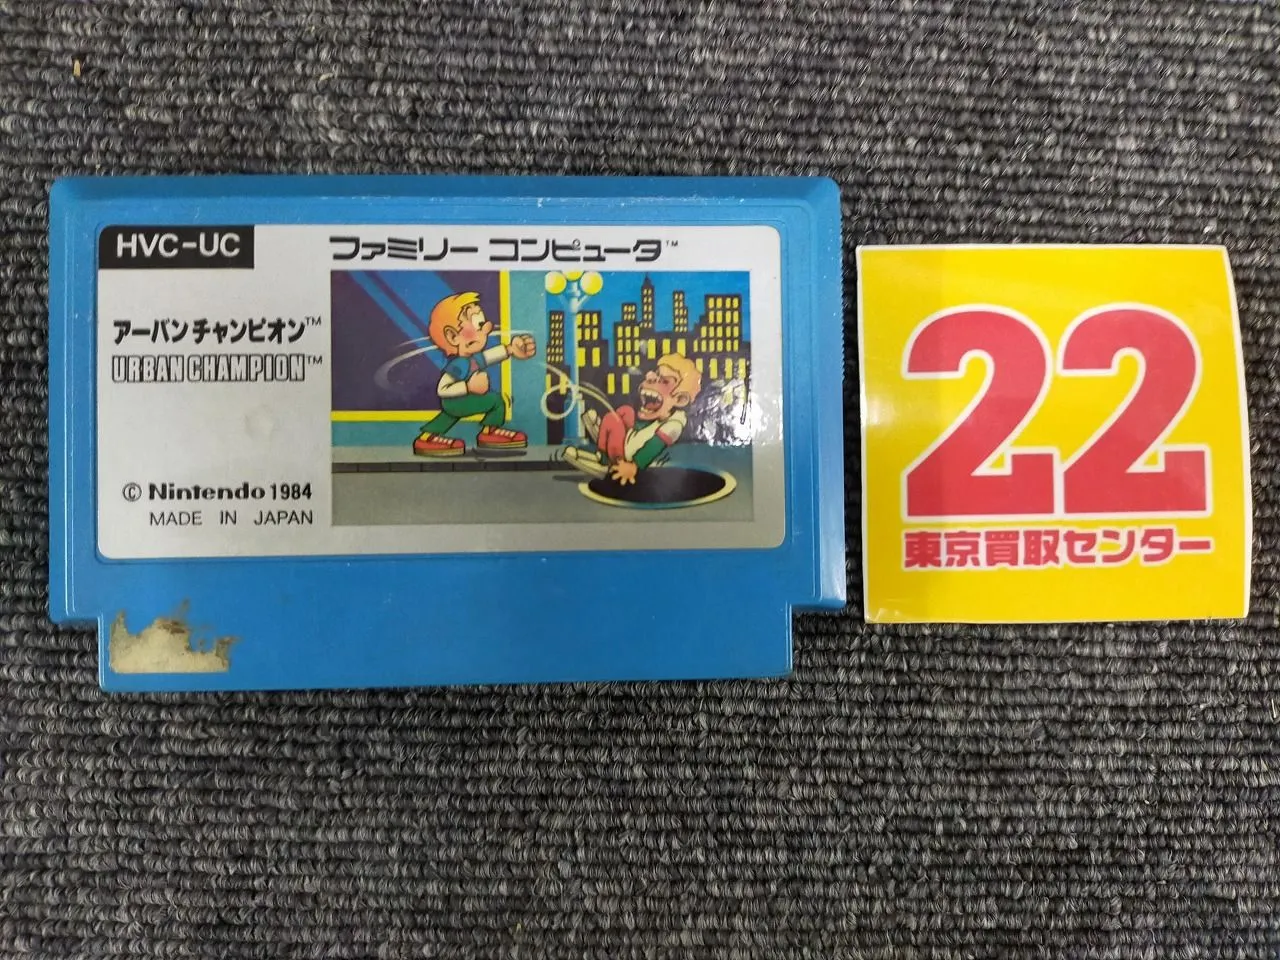 HVC-UC
ファミリー コンピュータ™
アーバンチャンピオン™
URBAN CHAMPION™
© Nintendo 1984
MADE IN JAPAN
22
東京買取センター